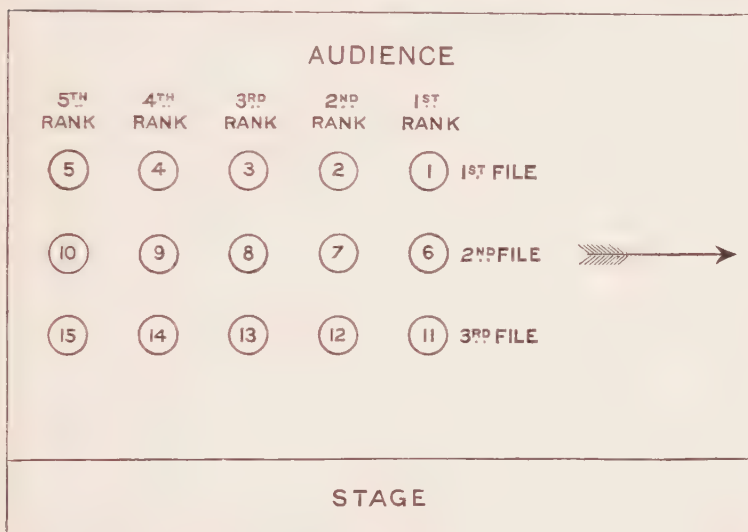 AUDIENCE
5TH 4TH 3RD 2ND 1ST
RANK RANK RANK RANK RANK
5 4 3 2 1 1ST FILE
10 9 8 7 6 2ND FILE
15 14 13 12 11 3RD FILE
STAGE